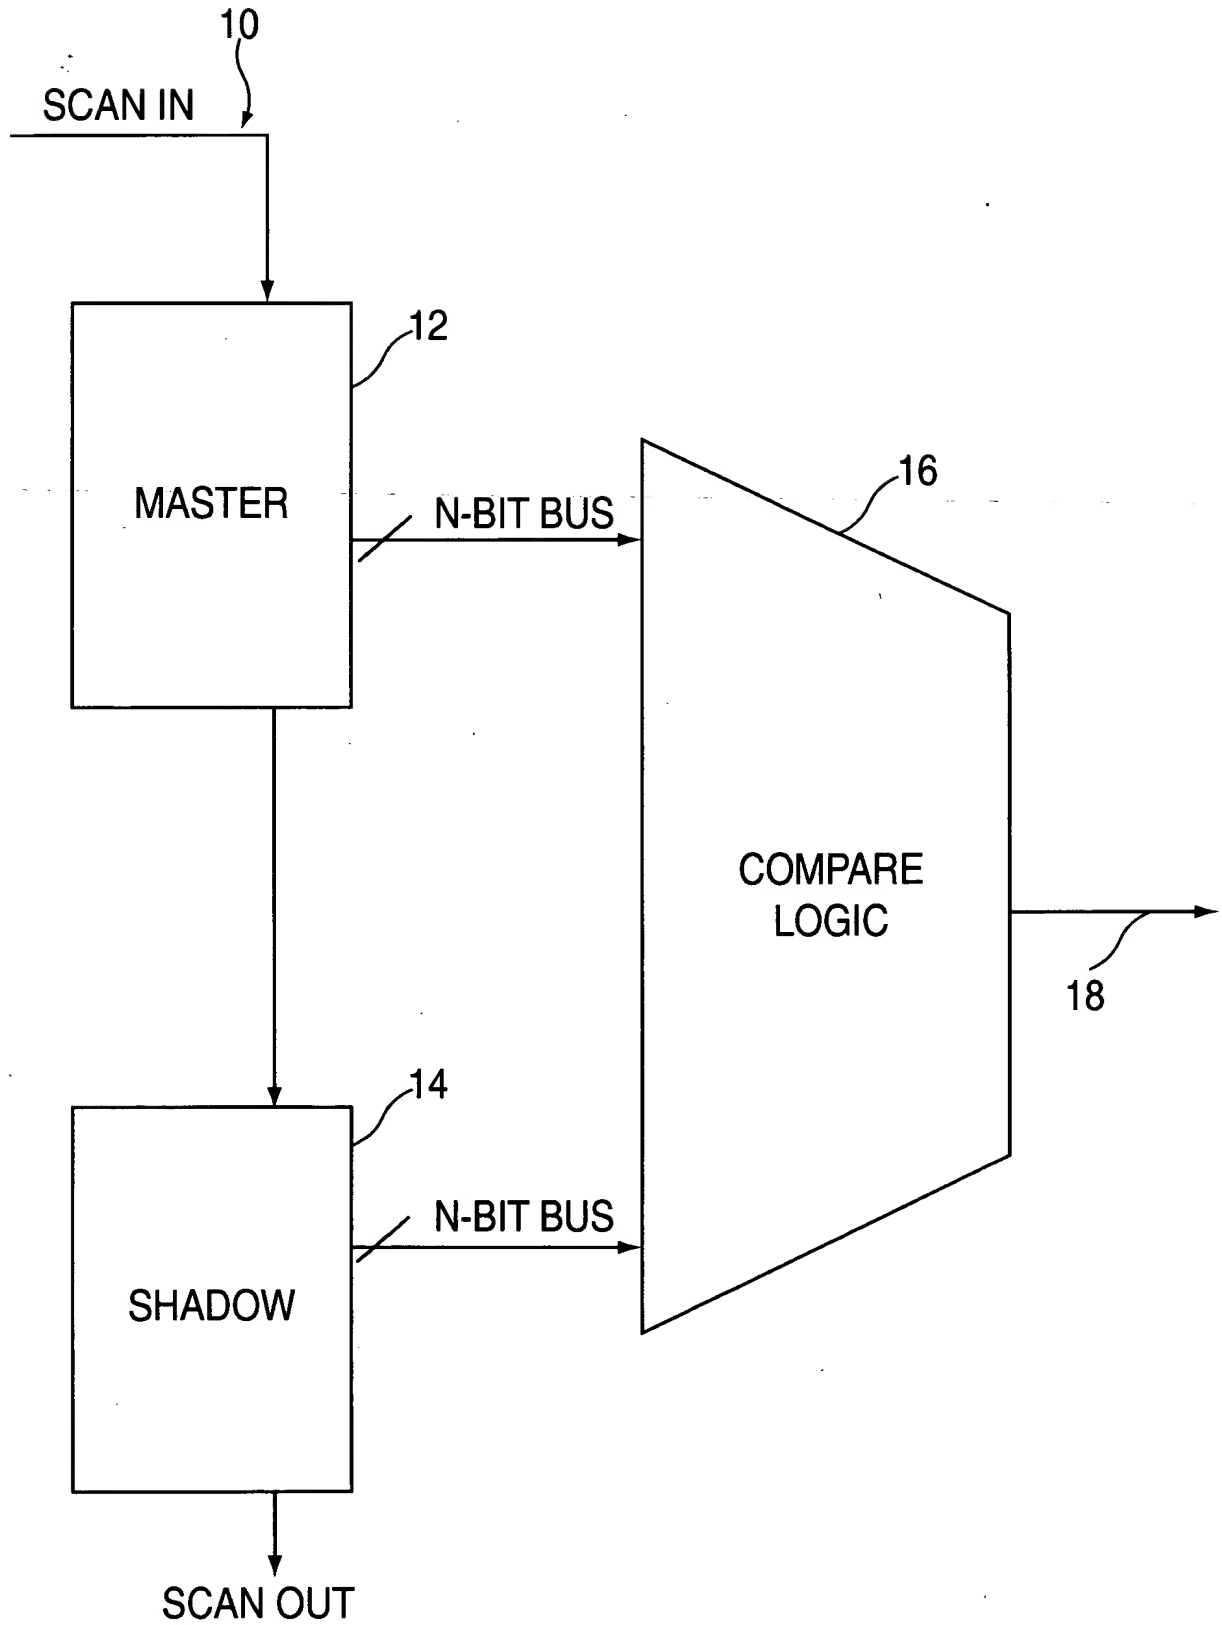 10
SCAN IN
12
MASTER
N-BIT BUS
16
COMPARE
LOGIC
18
14
N-BIT BUS
SHADOW
SCAN OUT